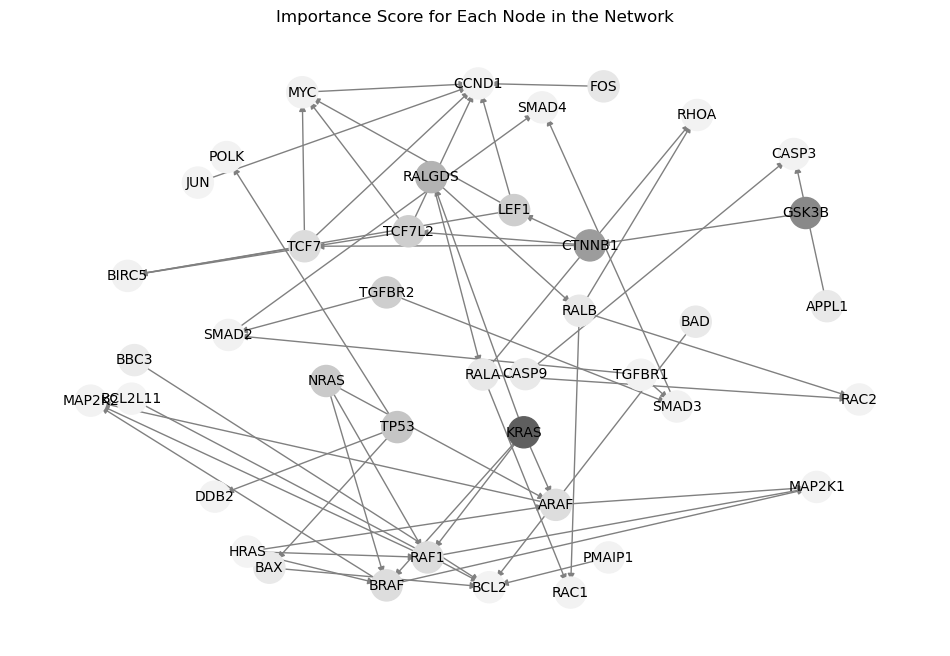 Importance Score for Each Node in the Network
CCND1
FOS
MYC
SMAD4
RHOA
CASP3
POLK
RALGDS
JUN
LEF1
GSK3B
TCF7L2
CTNNB1
TCF7
BIRC5
TGFBR2
APPL1
RALB
BAD
SMAD2
BBC3
RALA
CASP9
TGFBR1
NRAS
BCL2L11
MAP2K2
RAC2
SMAD3
TP53
KRAS
MAP2K1
DDB2
ARAF
HRAS
RAF1
PMAIP1
BAX
BRAF
BCL2
RAC1